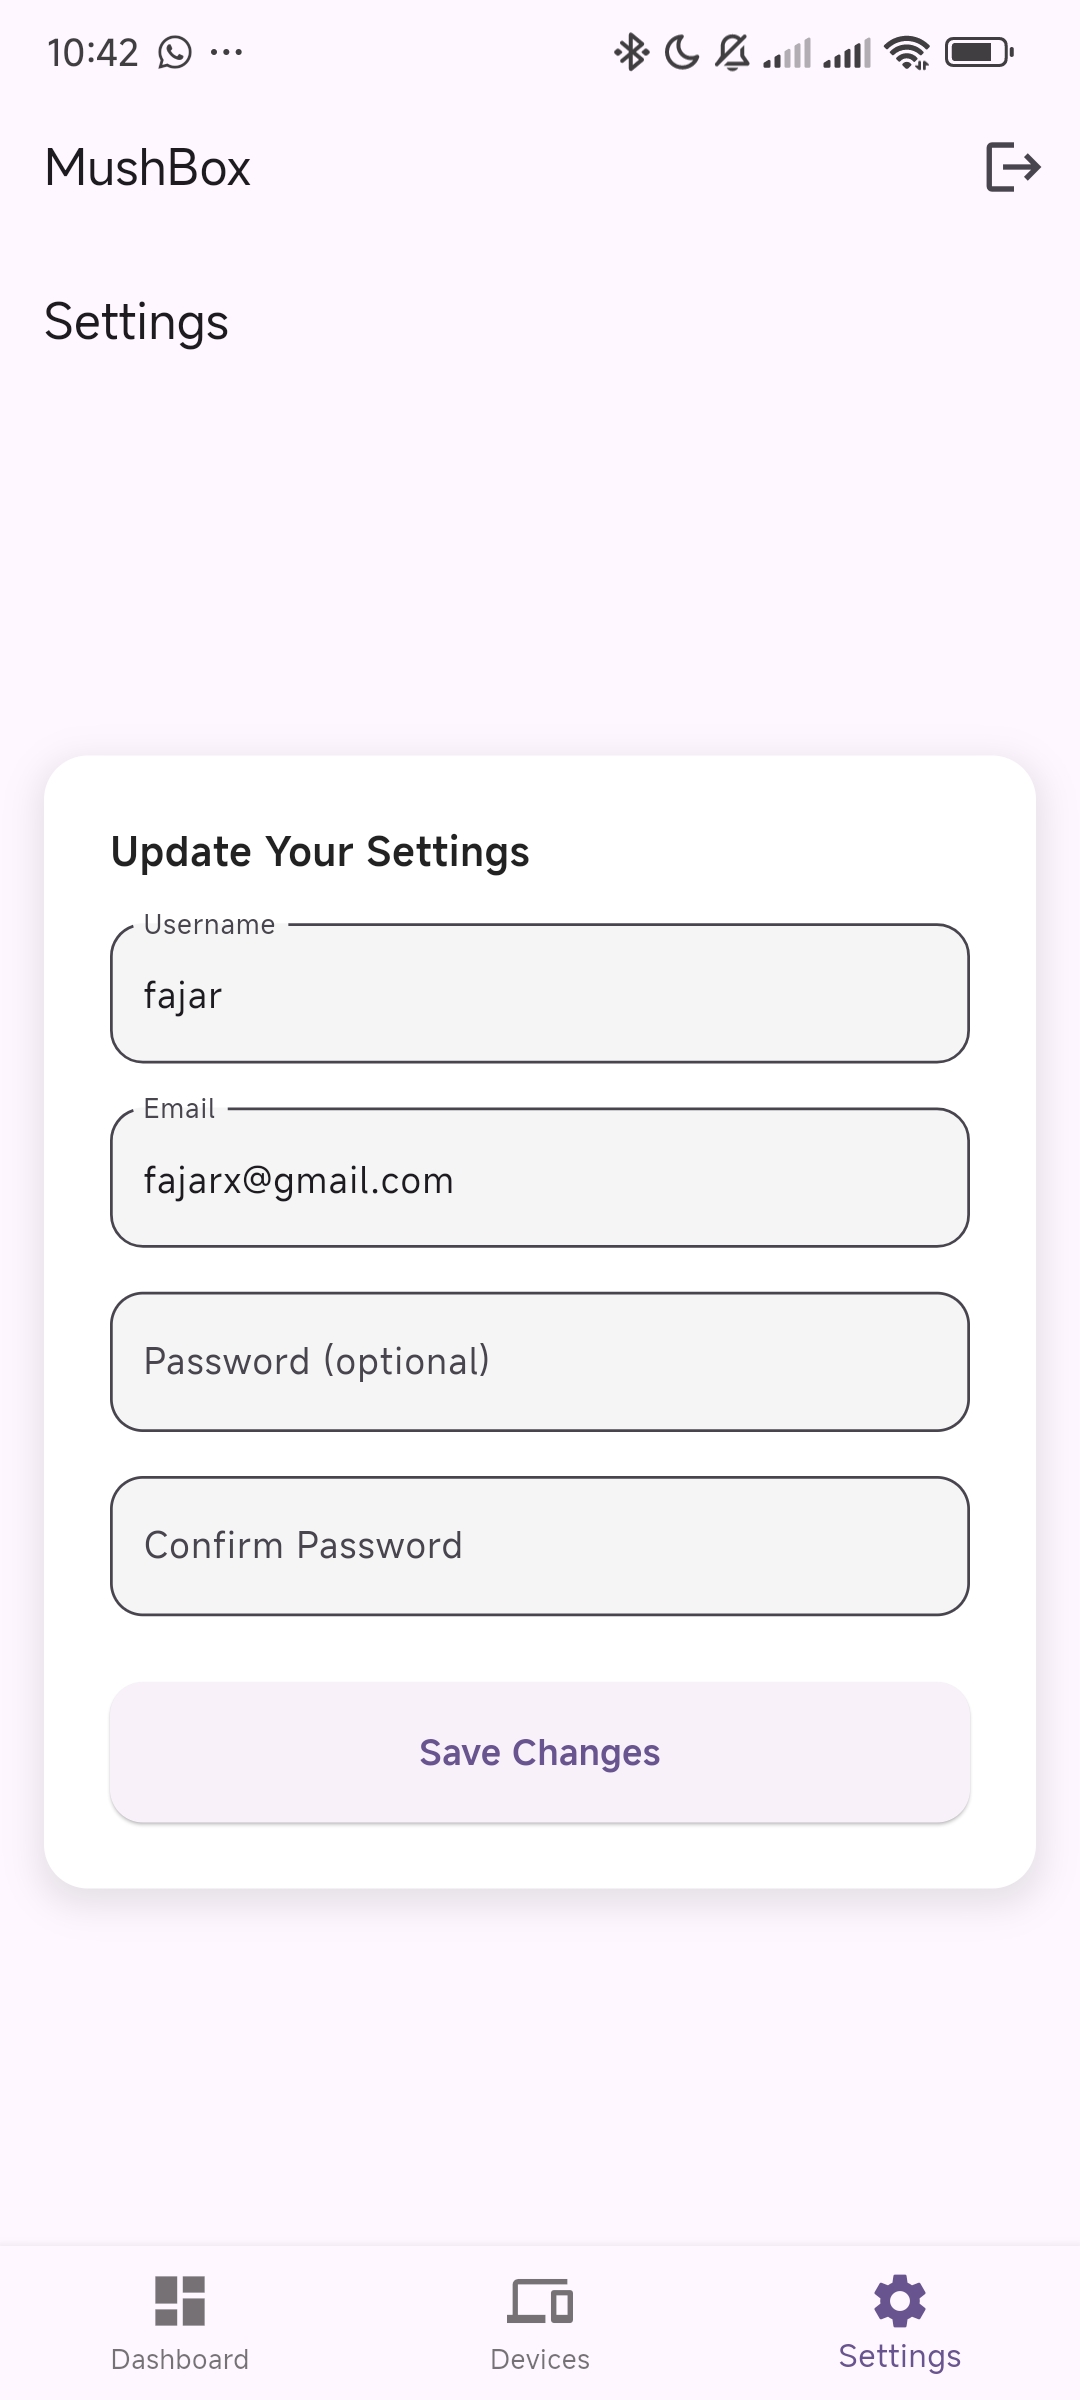 10:42
MushBox
Settings
Update Your Settings
Username
fajar
Email
fajarx@gmail.com
Password (optional)
Confirm Password
Save Changes
Dashboard
Devices
Settings